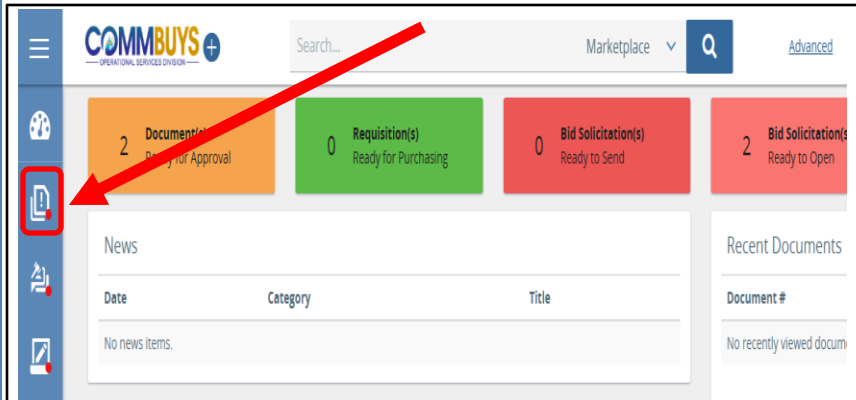 COMMBUYS
OPERATIONAL SERVICES DIVISION
Search...
Marketplace
Advanced
2
Ready for Approval
0
Requisition(s)
Ready for Purchasing
0
Bid Solicitation(s)
Ready to Send
2
Bid Solicitation(s
Ready to Open
News
Date Category Title
No news items.
Recent Documents
Document #
No recently viewed docum